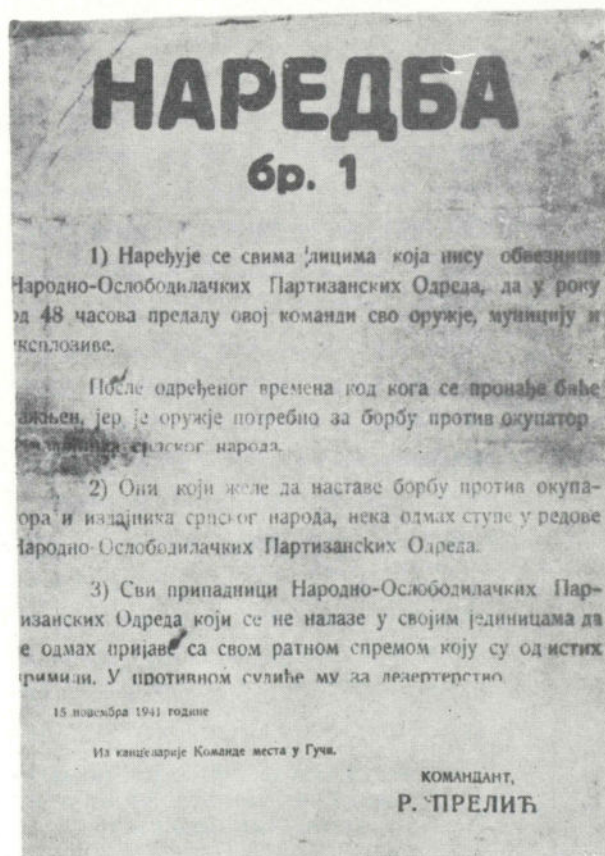 НАРЕДБА
бр. 1
1) Наређује се свима лицима која нису обвезници
Народно-Ослободилачких Партизанских Одреда, да у року
од 48 часова предаду овој команди сво оружје, муницију и
експлозиве.
После одређеног времена код кога се пронађе биће
кажњен, јер је оружје потребно за борбу против окупатор
српског народа.
2) Они који желе да наставе борбу против окупа-
ора и издајника српског народа, нека одмах ступе у редове
Народно-Ослободилачких Партизанских Одреда.
3) Сви припадници Народно-Ослободилачких Пар-
изанских Одреда који се не налазе у својим јединицама да
е одмах пријаве са свом ратном спремом коју су од истих
римили. У противном судиће му за дезертерство
15 новембра 1941 године
Из канцеларије Команде места у Гучи.
КОМАНДАНТ,
Р. ПРЕЛИЋ